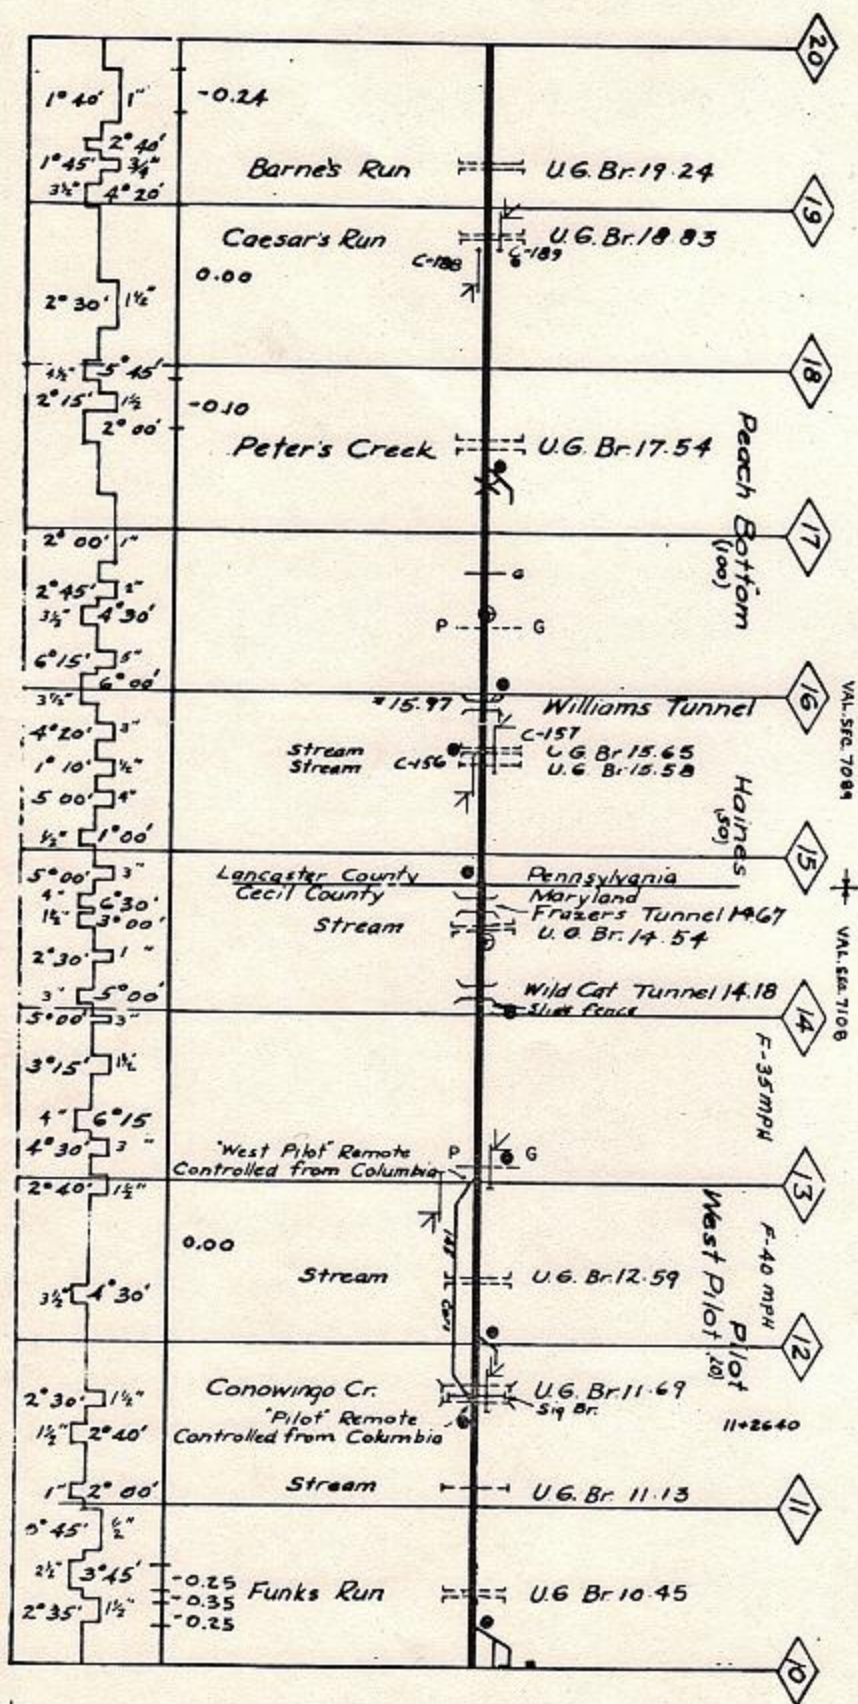 20
1° 40' 1"
-0.24
2° 40'
1° 45' 3/4"
Barne's Run U.G. Br. 19.24
3½" 4° 20'
19
Caesar's Run U.G. Br. 18.83
C-188 C-189
0.00
2° 30' 1½"
18
5° 45'
2° 15' 1½
-0.10
2° 00'
Peter's Creek U.G. Br. 17.54
Peach Bottom
(100)
17
2° 00' 1"
G
2° 45' 2"
3½" 4° 30'
P G
6° 15' 5"
6° 00'
16
3½"
15.97 Williams Tunnel
VAL. SEC. 7089
4° 20' 3"
C-157
Stream U.G. Br 15.65
Stream C-156 U.G. Br 15.58
1° 10' ½"
5 00' 4"
Haines
(50)
½" 1° 00'
15
5° 00' 3"
Lancaster County Pennsylvania
Cecil County Maryland
4" 6° 30'
Frazers Tunnel 14.67
1½" 3° 00'
Stream U.G. Br. 14.54
VAL. SEC. 7108
2° 30' 1"
3" 5° 00'
Wild Cat Tunnel 14.18
Slide fence
14
5° 00' 3"
F-35 MPH
3° 15' 1½"
4" 6° 15
4° 30' 3"
"West Pilot" Remote P G
Controlled from Columbia
13
2° 40' 1½"
West Pilot
F-40 MPH
0.00
Stream U.G. Br. 12.59
3½" 4° 30'
Cars
Pilot
12
2° 30' 1½"
Conowingo Cr. U.G. Br. 11.69
Sig Br.
"Pilot" Remote
Controlled from Columbia
11+2640
1½" 2° 40'
1" 2° 00'
Stream U.G. Br. 11.13
11
45'
2½" 3° 45'
-0.25
-0.35
-0.25
Funks Run U.G Br. 10.45
2° 35' 1½"
10